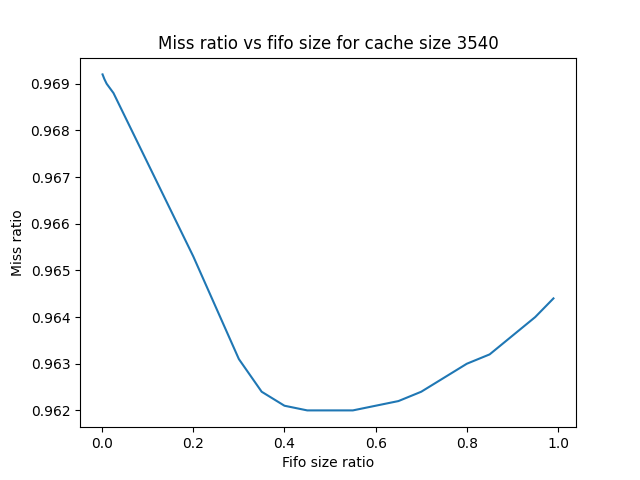 Miss ratio vs fifo size for cache size 3540
0.969
0.968
0.967
0.966
0.965
0.964
0.963
0.962
Miss ratio
0.0 0.2 0.4 0.6 0.8 1.0
Fifo size ratio